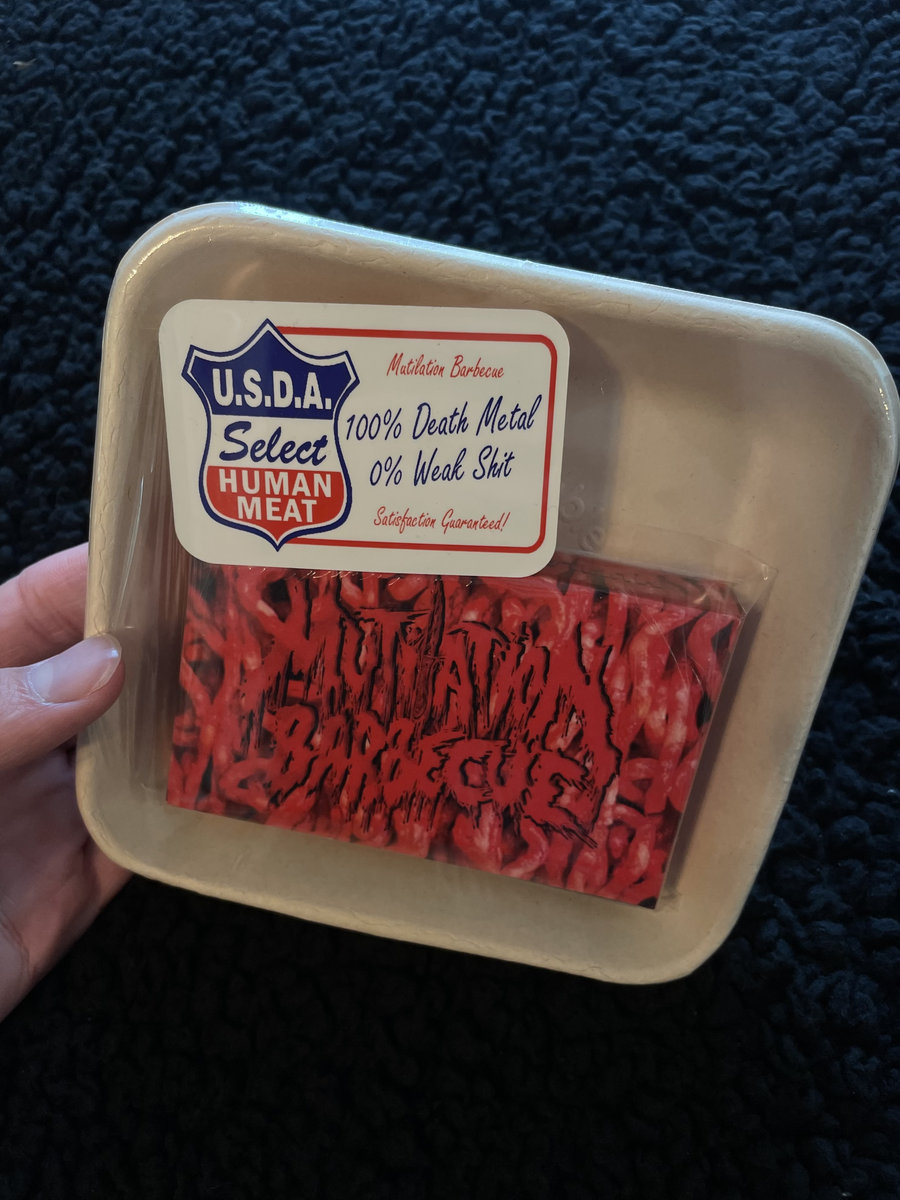 U.S.D.A.
Select
HUMAN
MEAT
Mutilation Barbecue
100% Death Metal
0% Weak Shit
Satisfaction Guaranteed!
MUTILATION
BARBECUE